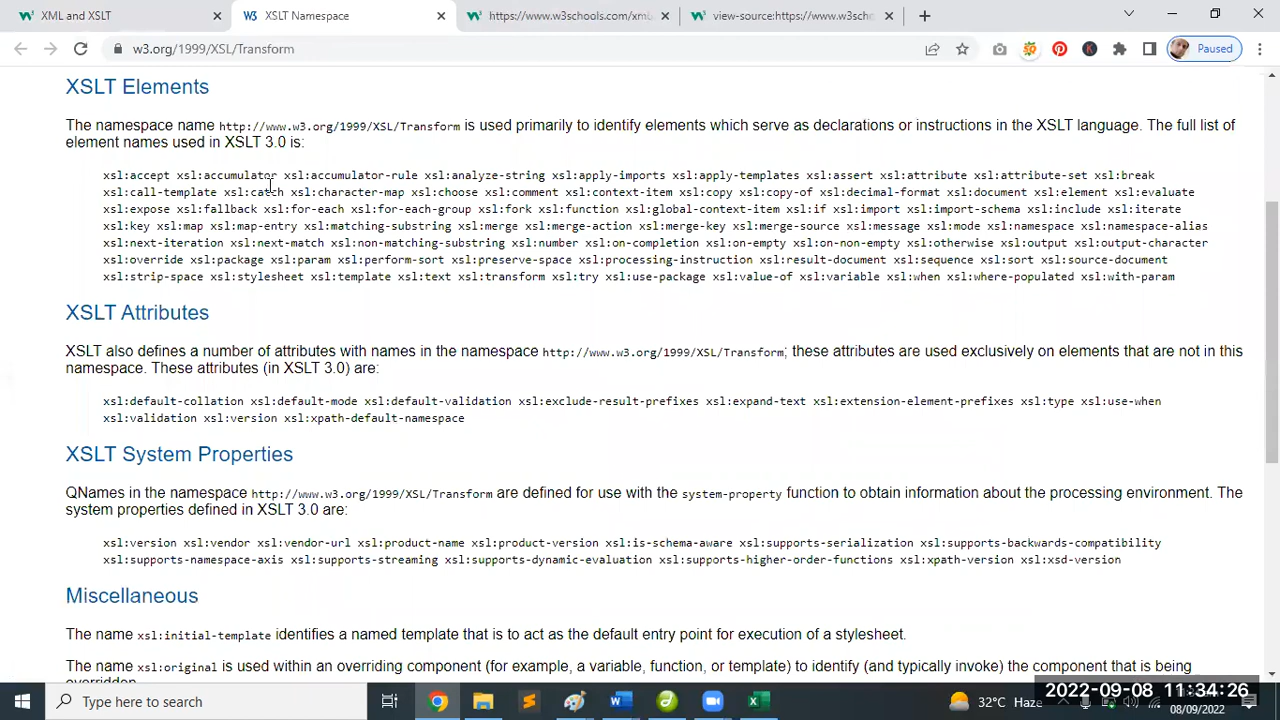 XML and XSLT
XSLT Namespace
https://www.w3schools.com/xml
view-source:https://www.w3sch
w3.org/1999/XSL/Transform
Paused
XSLT Elements
The namespace name http://www.w3.org/1999/XSL/Transform is used primarily to identify elements which serve as declarations or instructions in the XSLT language. The full list of
element names used in XSLT 3.0 is:
xsl:accept xsl:accumulator xsl:accumulator-rule xsl:analyze-string xsl:apply-imports xsl:apply-templates xsl:assert xsl:attribute xsl:attribute-set xsl:break
xsl:call-template xsl:catch xsl:character-map xsl:choose xsl:comment xsl:context-item xsl:copy xsl:copy-of xsl:decimal-format xsl:document xsl:element xsl:evaluate
xsl:expose xsl:fallback xsl:for-each xsl:for-each-group xsl:fork xsl:function xsl:global-context-item xsl:if xsl:import xsl:import-schema xsl:include xsl:iterate
xsl:key xsl:map xsl:map-entry xsl:matching-substring xsl:merge xsl:merge-action xsl:merge-key xsl:merge-source xsl:message xsl:mode xsl:namespace xsl:namespace-alias
xsl:next-iteration xsl:next-match xsl:non-matching-substring xsl:number xsl:on-completion xsl:on-empty xsl:on-non-empty xsl:otherwise xsl:output xsl:output-character
xsl:override xsl:package xsl:param xsl:perform-sort xsl:preserve-space xsl:processing-instruction xsl:result-document xsl:sequence xsl:sort xsl:source-document
xsl:strip-space xsl:stylesheet xsl:template xsl:text xsl:transform xsl:try xsl:use-package xsl:value-of xsl:variable xsl:when xsl:where-populated xsl:with-param
XSLT Attributes
XSLT also defines a number of attributes with names in the namespace http://www.w3.org/1999/XSL/Transform; these attributes are used exclusively on elements that are not in this
namespace. These attributes (in XSLT 3.0) are:
xsl:default-collation xsl:default-mode xsl:default-validation xsl:exclude-result-prefixes xsl:expand-text xsl:extension-element-prefixes xsl:type xsl:use-when
xsl:validation xsl:version xsl:xpath-default-namespace
XSLT System Properties
QNames in the namespace http://www.w3.org/1999/XSL/Transform are defined for use with the system-property function to obtain information about the processing environment. The
system properties defined in XSLT 3.0 are:
xsl:version xsl:vendor xsl:vendor-url xsl:product-name xsl:product-version xsl:is-schema-aware xsl:supports-serialization xsl:supports-backwards-compatibility
xsl:supports-namespace-axis xsl:supports-streaming xsl:supports-dynamic-evaluation xsl:supports-higher-order-functions xsl:xpath-version xsl:xsd-version
Miscellaneous
The name xsl:initial-template identifies a named template that is to act as the default entry point for execution of a stylesheet.
The name xsl:original is used within an overriding component (for example, a variable, function, or template) to identify (and typically invoke) the component that is being
overridden
Type here to search
32°C Haze
2022-09-08 11:34:26
08/09/2022